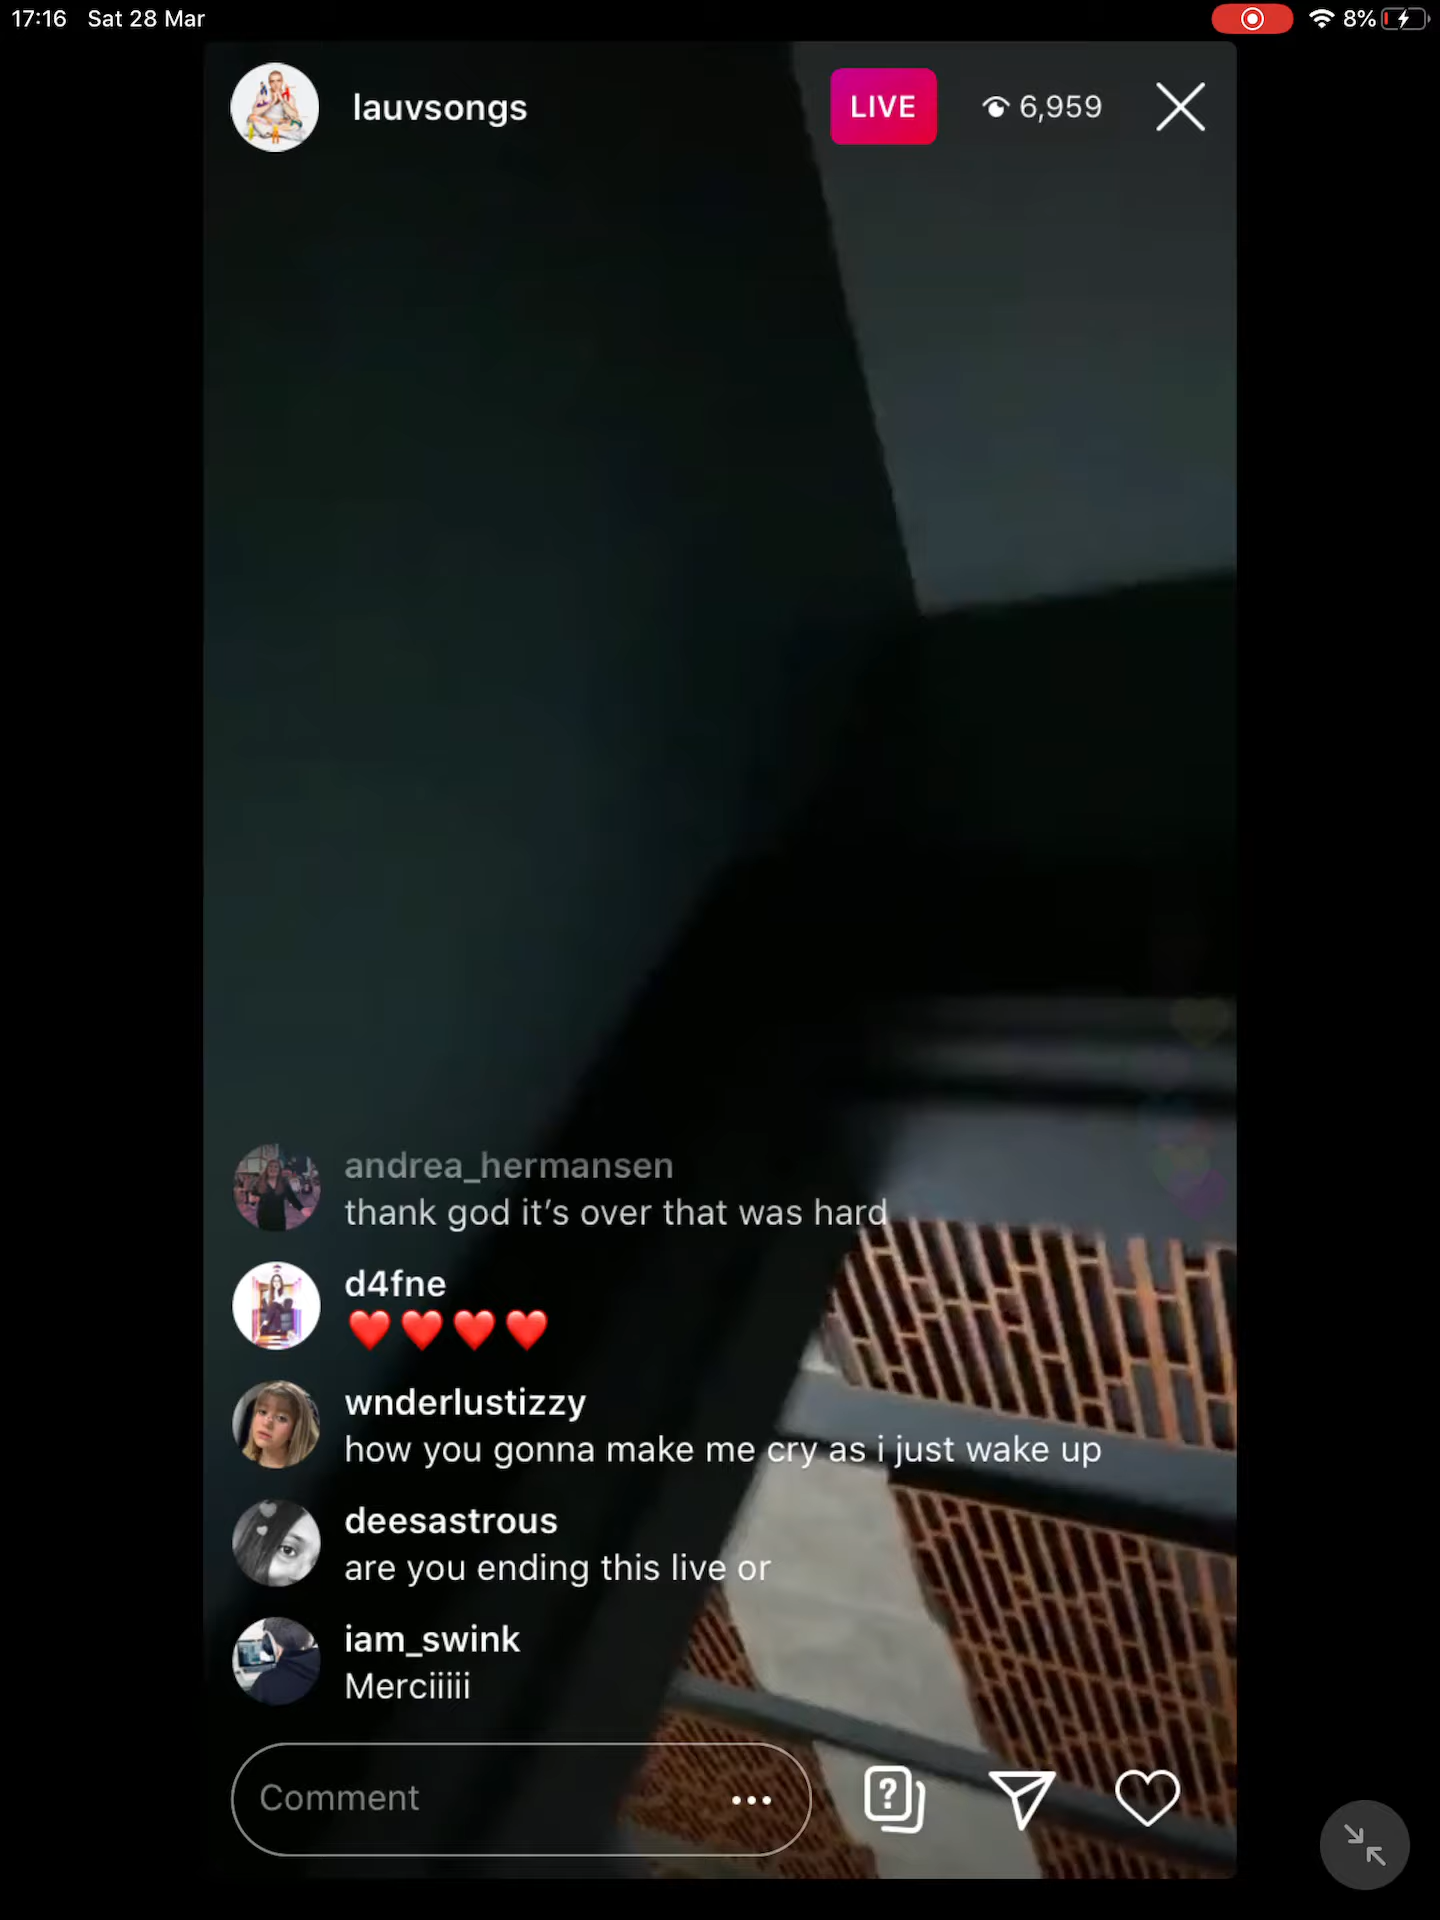 17:16 Sat 28 Mar
8%
lauvsongs
LIVE
6,959
andrea_hermansen
thank god it’s over that was hard
d4fne
❤️❤️❤️❤️
wnderlustizzy
how you gonna make me cry as i just wake up
deesastrous
are you ending this live or
iam_swink
Merciiiii
Comment